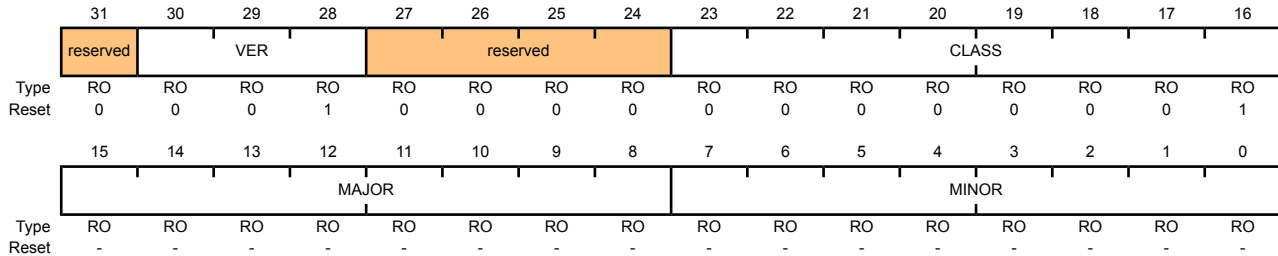 31 30 29 28 27 26 25 24 23 22 21 20 19 18 17 16
reserved VER reserved CLASS
Type RO RO RO RO RO RO RO RO RO RO RO RO RO RO RO RO
Reset 0 0 0 1 0 0 0 0 0 0 0 0 0 0 0 1
15 14 13 12 11 10 9 8 7 6 5 4 3 2 1 0
MAJOR MINOR
Type RO RO RO RO RO RO RO RO RO RO RO RO RO RO RO RO
Reset - - - - - - - - - - - - - - - -